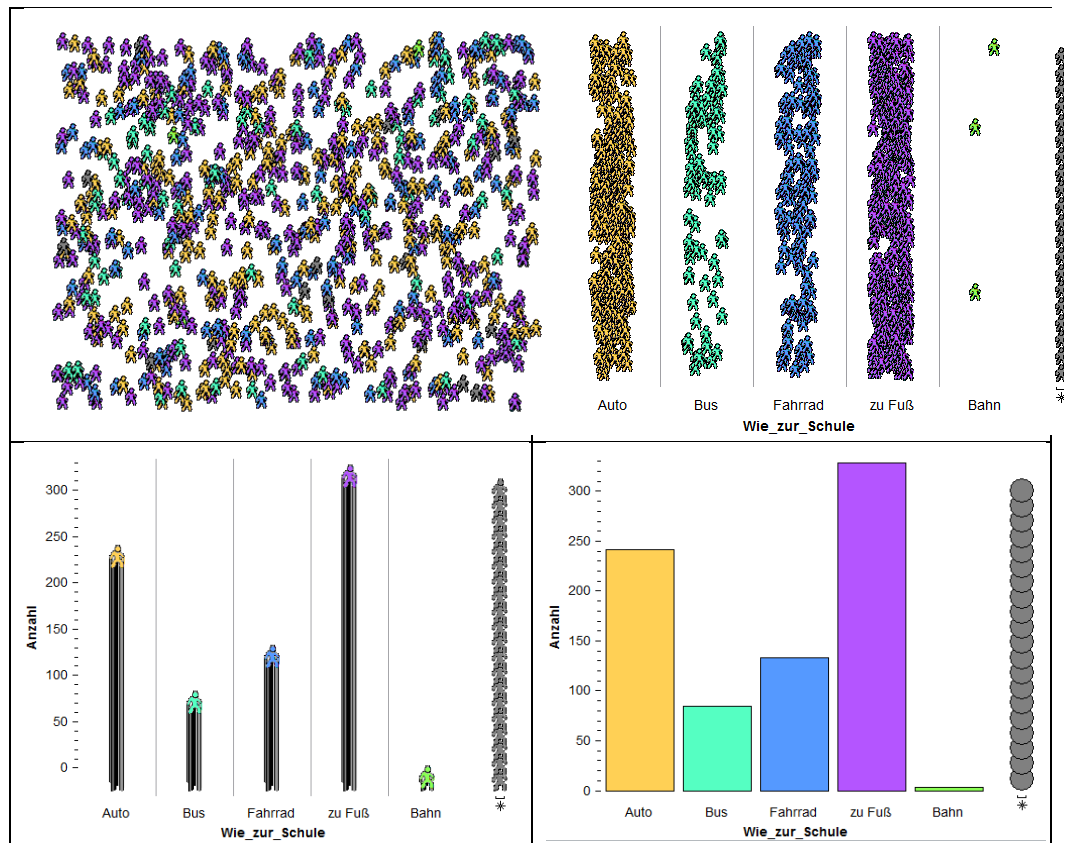 Auto Bus Fahrrad zu Fuß Bahn
*
Wie_zur_Schule
300
250
200
150
100
50
0
Anzahl
Auto Bus Fahrrad zu Fuß Bahn
*
Wie_zur_Schule
300
250
200
150
100
50
0
Anzahl
Auto Bus Fahrrad zu Fuß Bahn
*
Wie_zur_Schule